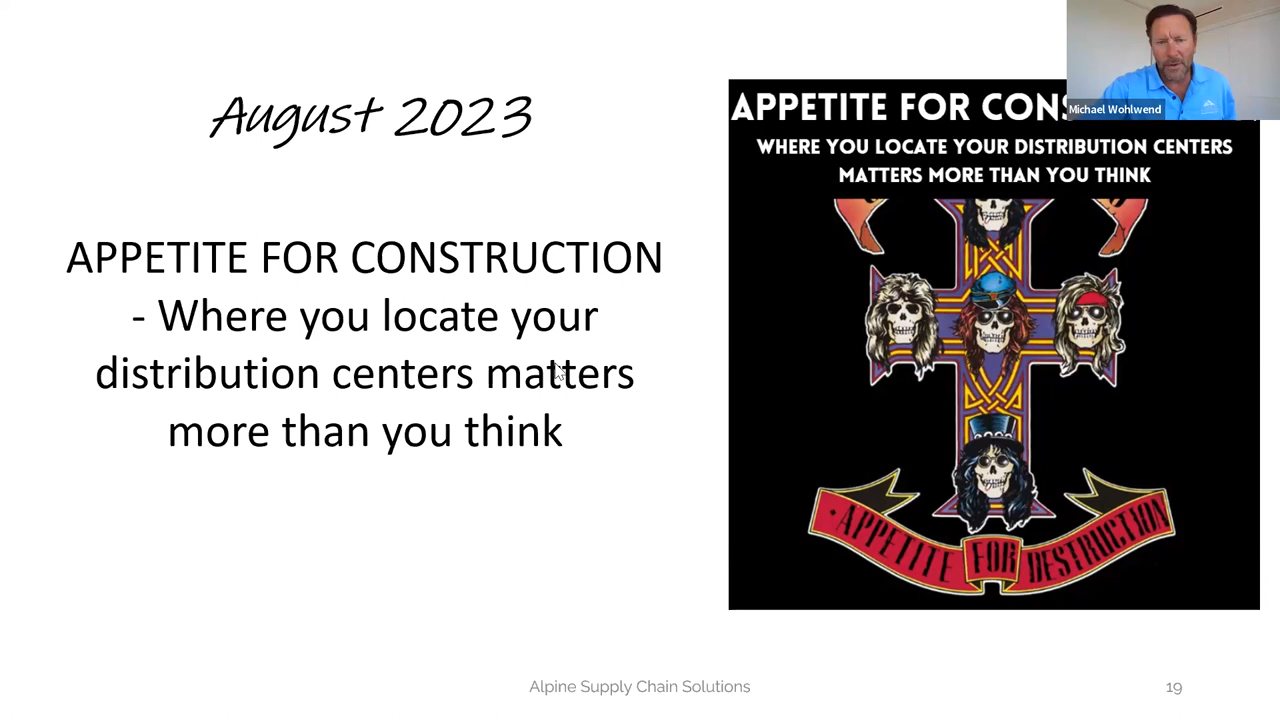 August 2023
APPETITE FOR CONSTRUCTION
- Where you locate your
distribution centers matters
more than you think
APPETITE FOR CONS
WHERE YOU LOCATE YOUR DISTRIBUTION CENTERS
MATTERS MORE THAN YOU THINK
APPETITE FOR DESTRUCTION
Michael Wohlwend
Alpine Supply Chain Solutions
19